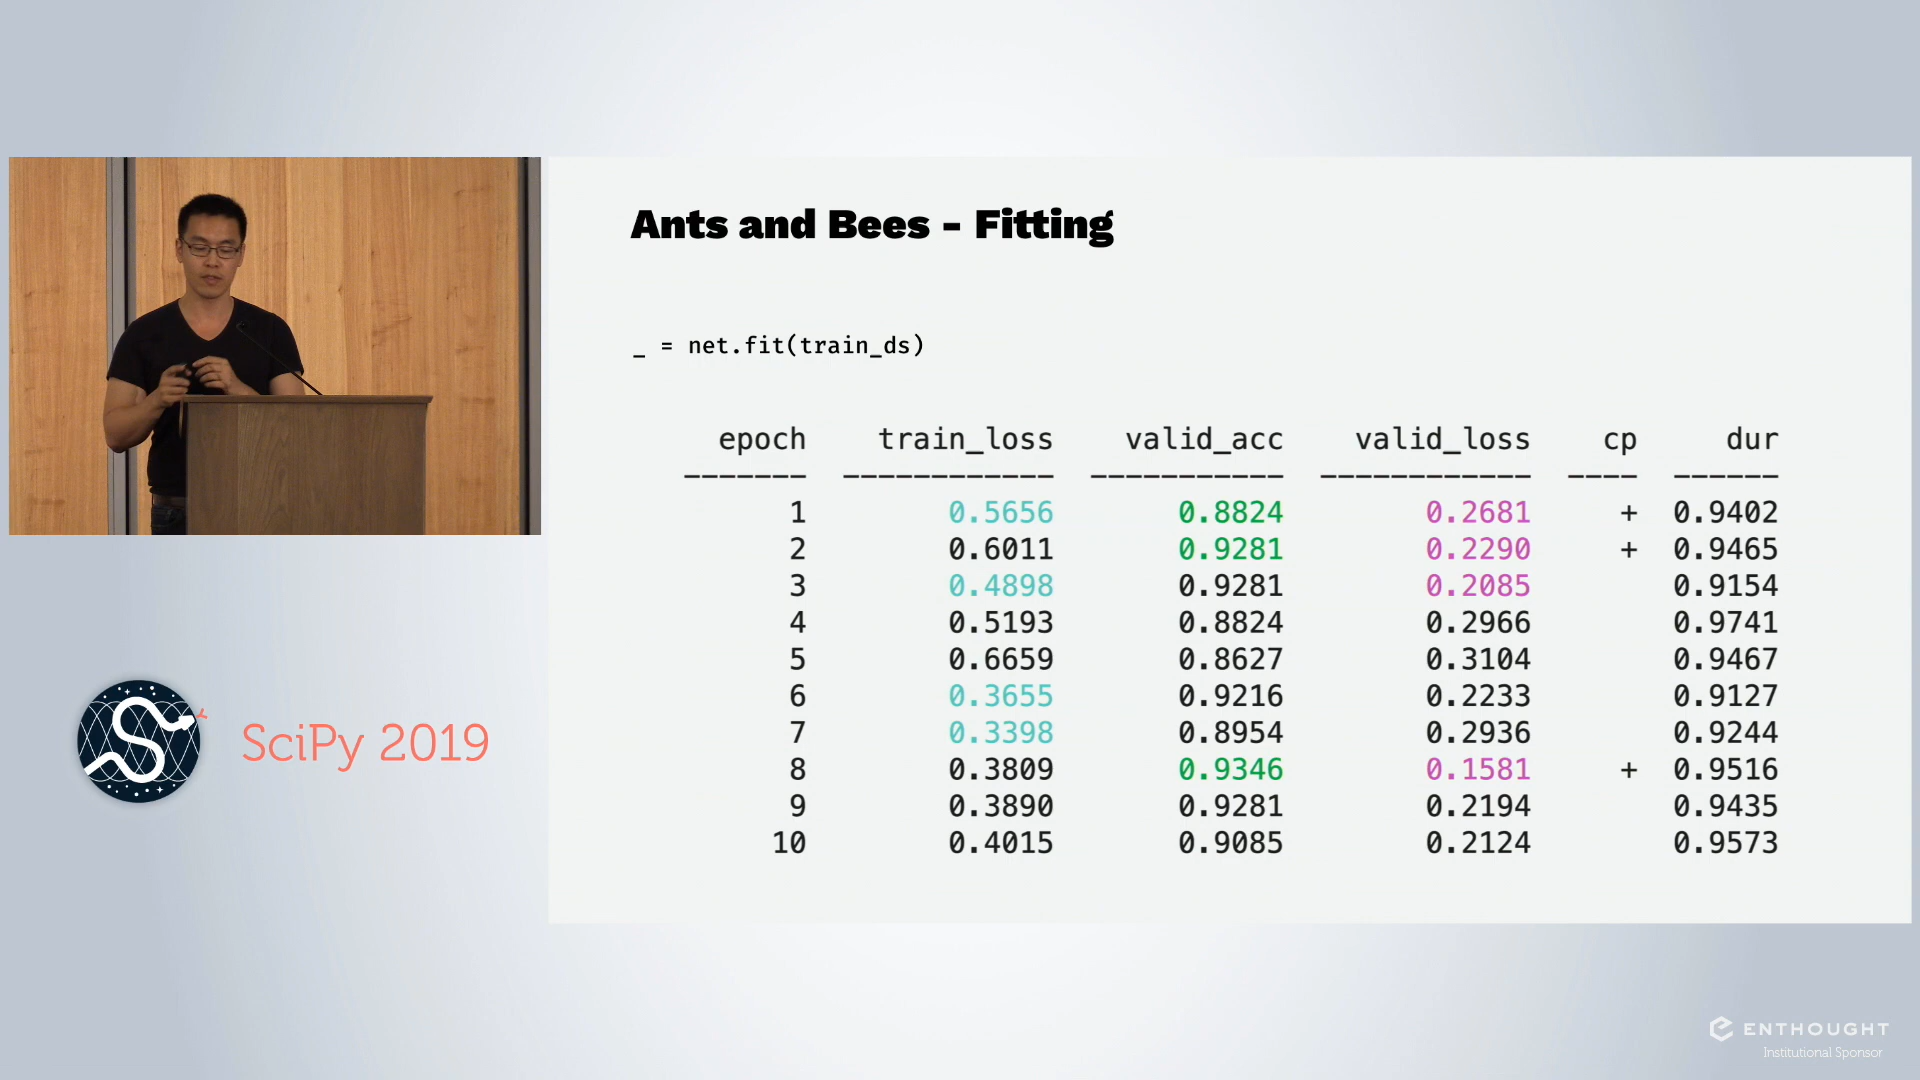 Ants and Bees - Fitting
_ = net.fit(train_ds)
epoch train_loss valid_acc valid_loss cp dur
------- ------------ ----------- ------------ ---- ------
1 0.5656 0.8824 0.2681 + 0.9402
2 0.6011 0.9281 0.2290 + 0.9465
3 0.4898 0.9281 0.2085 0.9154
4 0.5193 0.8824 0.2966 0.9741
5 0.6659 0.8627 0.3104 0.9467
6 0.3655 0.9216 0.2233 0.9127
7 0.3398 0.8954 0.2936 0.9244
8 0.3809 0.9346 0.1581 + 0.9516
9 0.3890 0.9281 0.2194 0.9435
10 0.4015 0.9085 0.2124 0.9573
SciPy 2019
ENTHOUGHT
Institutional Sponsor